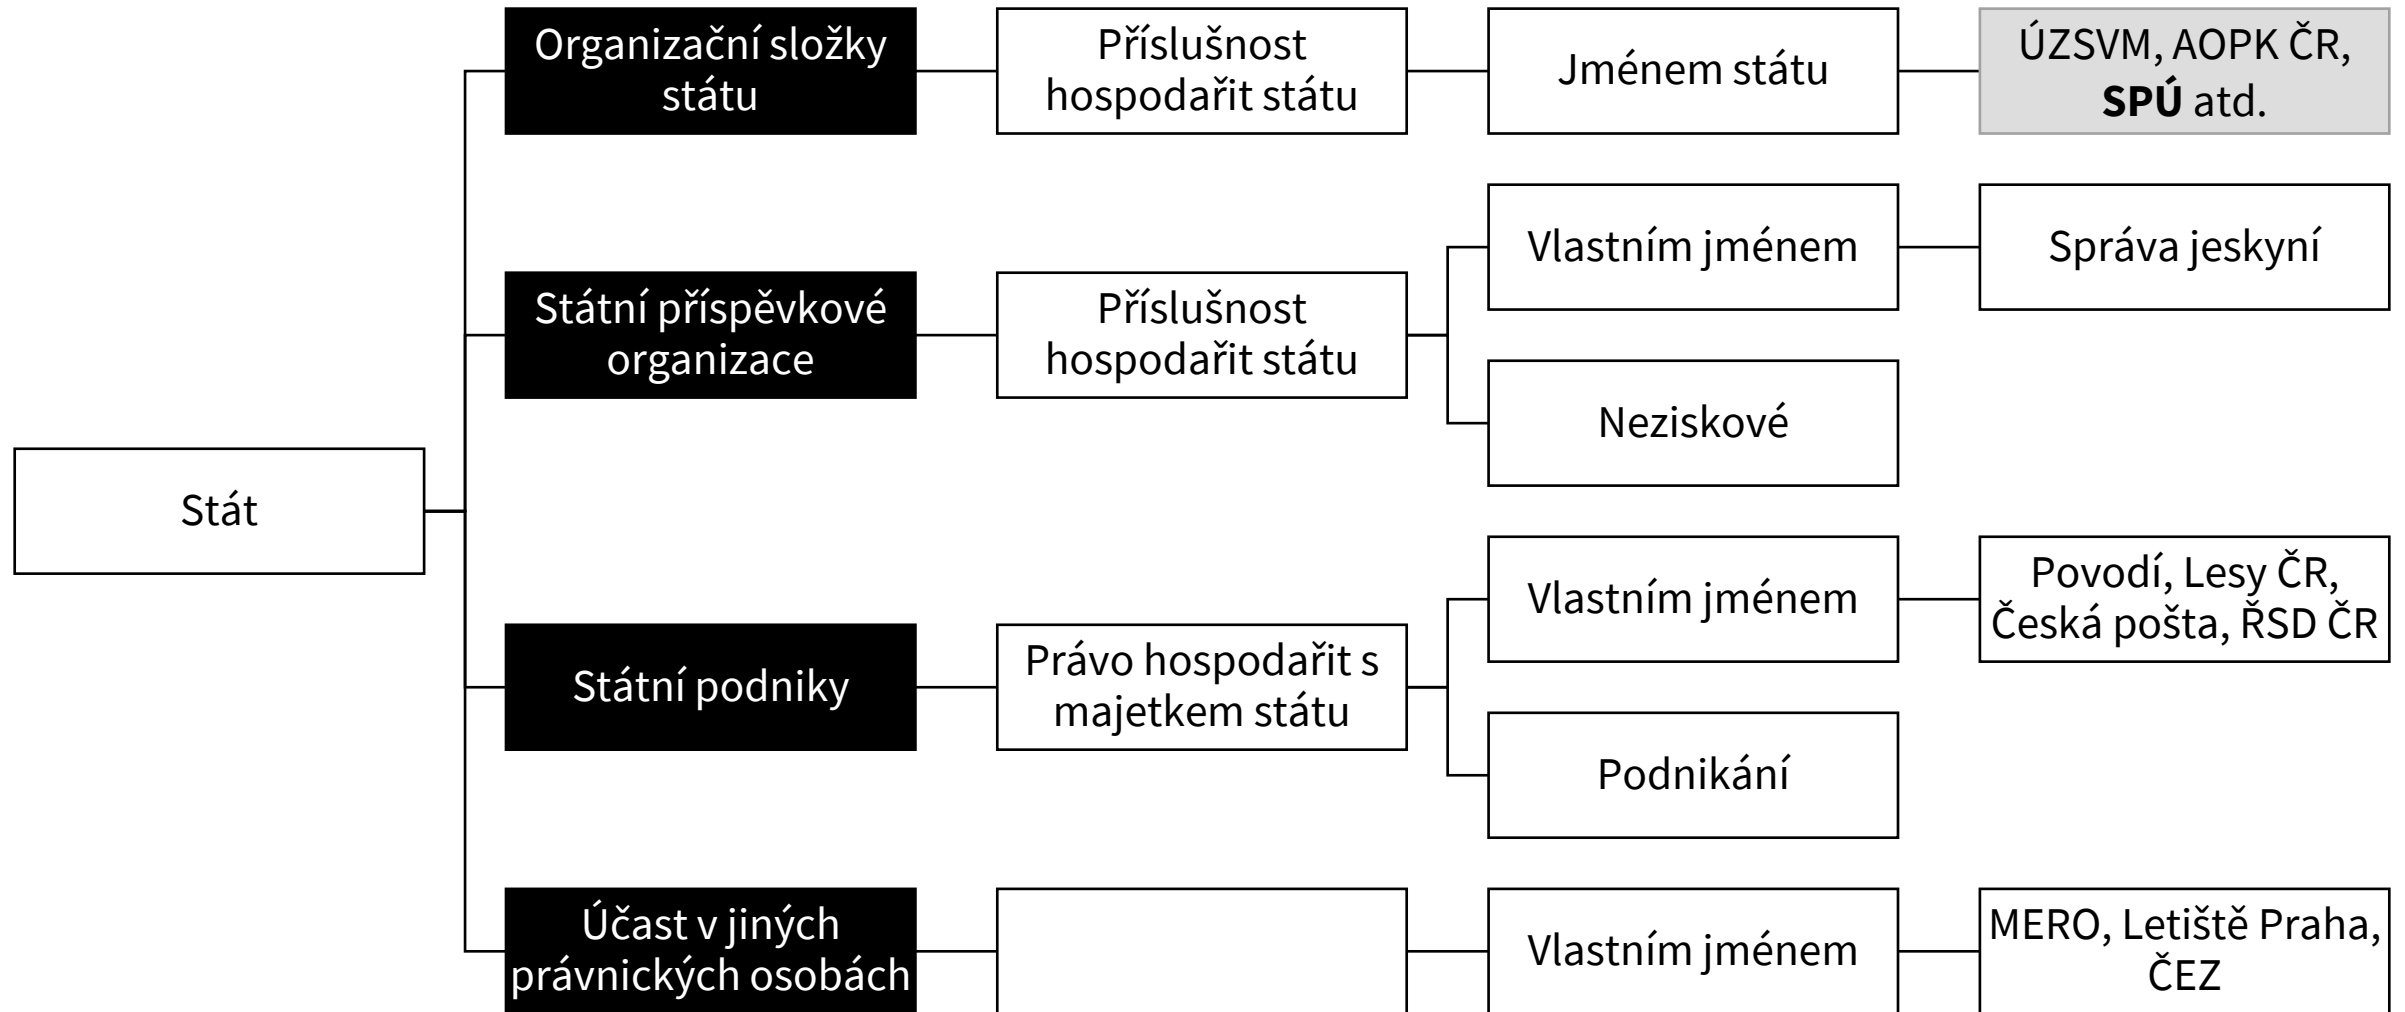 Organizační složky
státu
Příslušnost
hospodařit státu
Jménem státu
ÚZSVM, AOPK ČR,
SPÚ atd.
Státní příspěvkové
organizace
Příslušnost
hospodařit státu
Vlastním jménem
Správa jeskyní
Neziskové
Stát
Státní podniky
Právo hospodařit s
majetkem státu
Vlastním jménem
Povodí, Lesy ČR,
Česká pošta, ŘSD ČR
Podnikání
Účast v jiných
právnických osobách
Vlastním jménem
MERO, Letiště Praha,
ČEZ